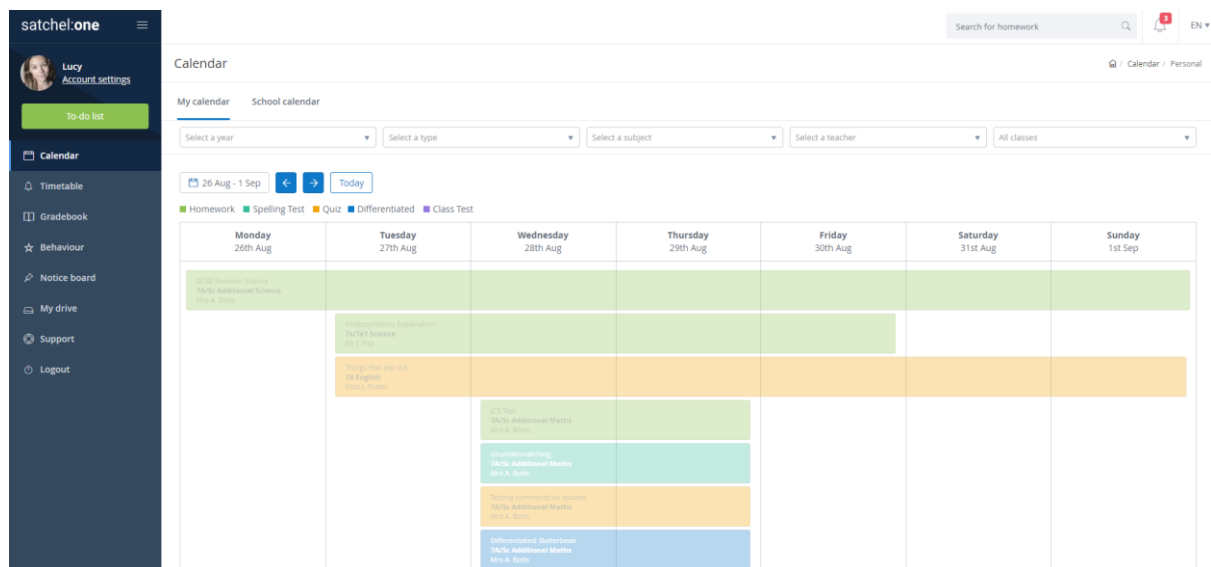 satchel:one
Search for homework
3
EN
Lucy
Account settings
To-do list
Calendar
Timetable
Gradebook
Behaviour
Notice board
My drive
Support
Logout
Calendar
/ Calendar / Personal
My calendar School calendar
Select a year Select a type Select a subject Select a teacher All classes
26 Aug - 1 Sep Today
Homework Spelling Test Quiz Differentiated Class Test
Monday Tuesday Wednesday Thursday Friday Saturday Sunday
26th Aug 27th Aug 28th Aug 29th Aug 30th Aug 31st Aug 1st Sep
GCSE Revision Science
7A/Sc Additional Science
Mrs A. Botts
Photosynthesis Explanation
Science
Things that are not
7A English
Miss J. Foster
Test
7A/Sc Additional Maths
Mrs A. Botts
7A/Sc Additional Maths
Mrs A. Botts
Testing comments on quizzes
7A/Sc Additional Maths
Mrs A. Botts
Differentiated: Butterbean
7A/Sc Additional Maths
Mrs A. Botts